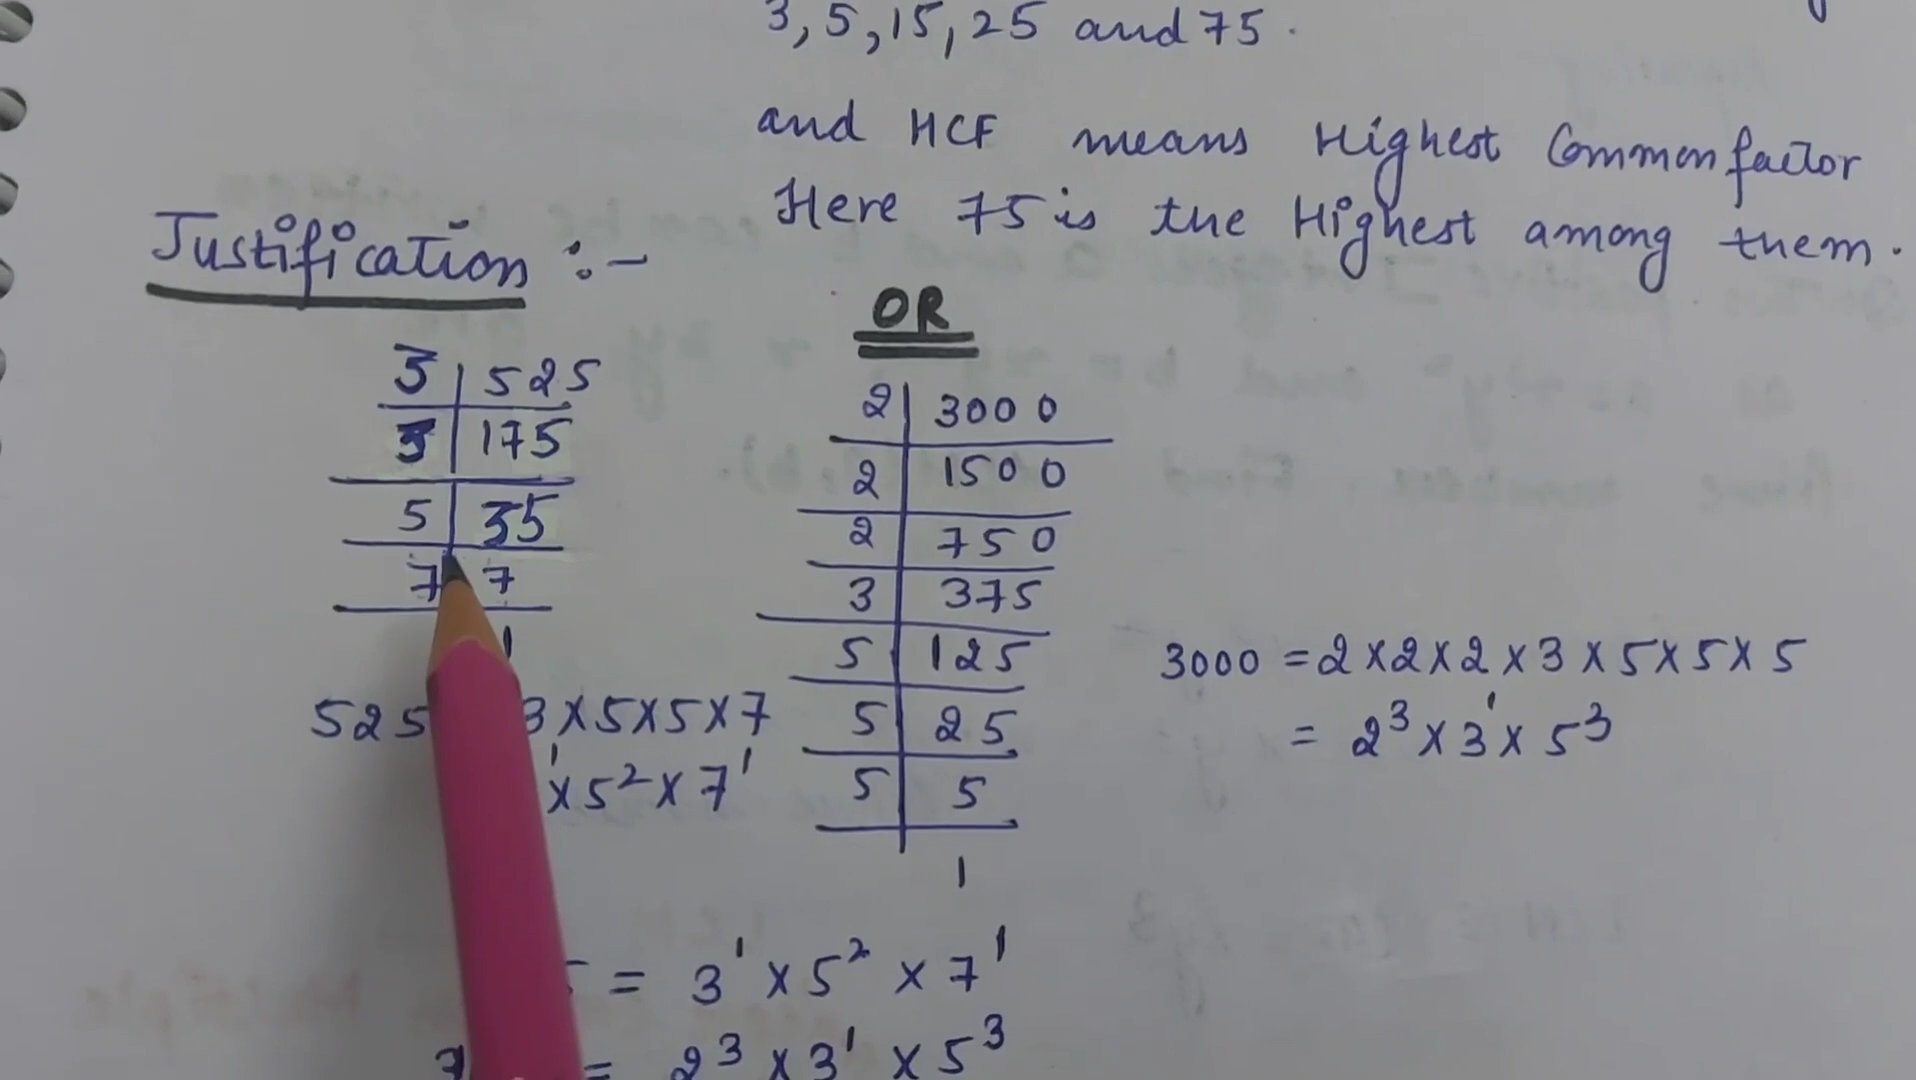 3, 5, 15, 25 and 75.
and HCF means Highest Common factor
Here 75 is the Highest among them.
Justification :-
OR
3 | 525
| 175
5 | 35
7 7
1
525 3 × 5 × 5 × 7
× 5² × 7¹
2 | 3000
2 | 1500
2 | 750
3 | 375
5 | 125
5 | 25
5 | 5
1
3000 = 2 × 2 × 2 × 3 × 5 × 5 × 5
= 2³ × 3¹ × 5³
= 3¹ × 5² × 7¹
= 2³ × 3¹ × 5³